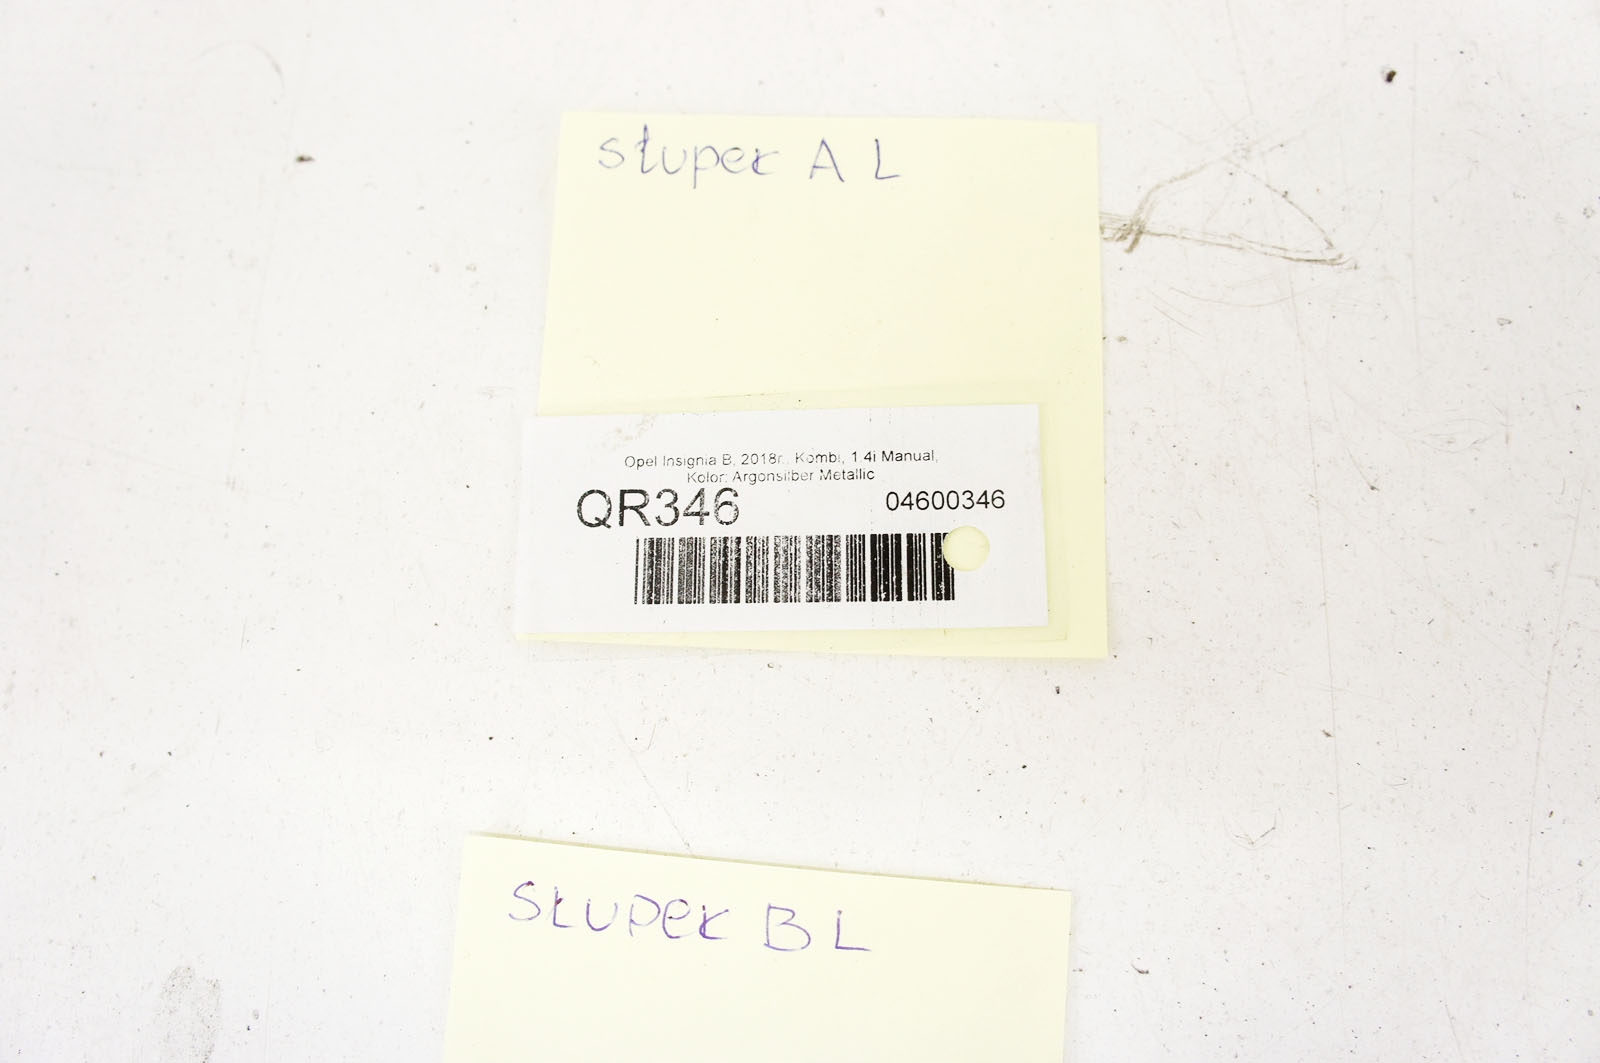 słupek A L
Opel Insignia B, 2018r., Kombi, 1.4i Manual,
Kolor: Argonsilber Metallic
QR346 04600346
słupek B L